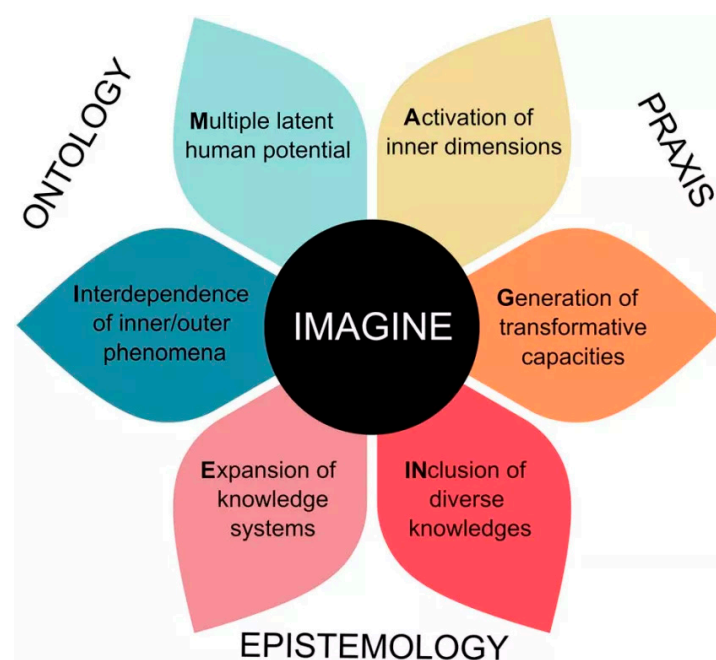 ONTOLOGY
PRAXIS
Multiple latent
human potential
Activation of
inner dimensions
Interdependence
of inner/outer
phenomena
IMAGINE
Generation of
transformative
capacities
Expansion of
knowledge
systems
INclusion of
diverse
knowledges
EPISTEMOLOGY